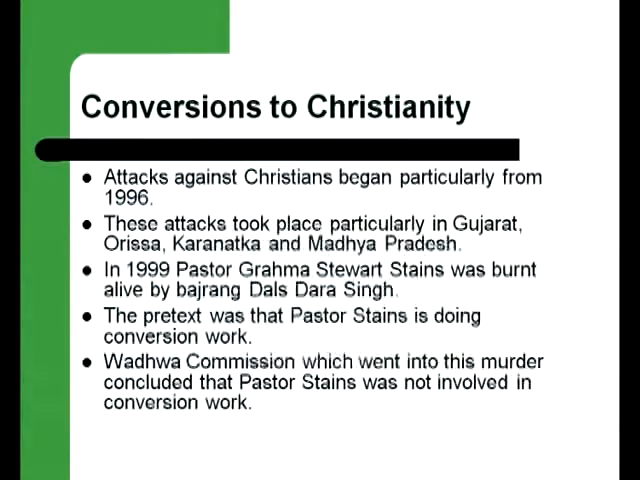 Conversions to Christianity
Attacks against Christians began particularly from
1996.
These attacks took place particularly in Gujarat,
Orissa, Karanatka and Madhya Pradesh.
In 1999 Pastor Grahma Stewart Stains was burnt
alive by bajrang Dals Dara Singh.
The pretext was that Pastor Stains is doing
conversion work.
Wadhwa Commission which went into this murder
concluded that Pastor Stains was not involved in
conversion work.